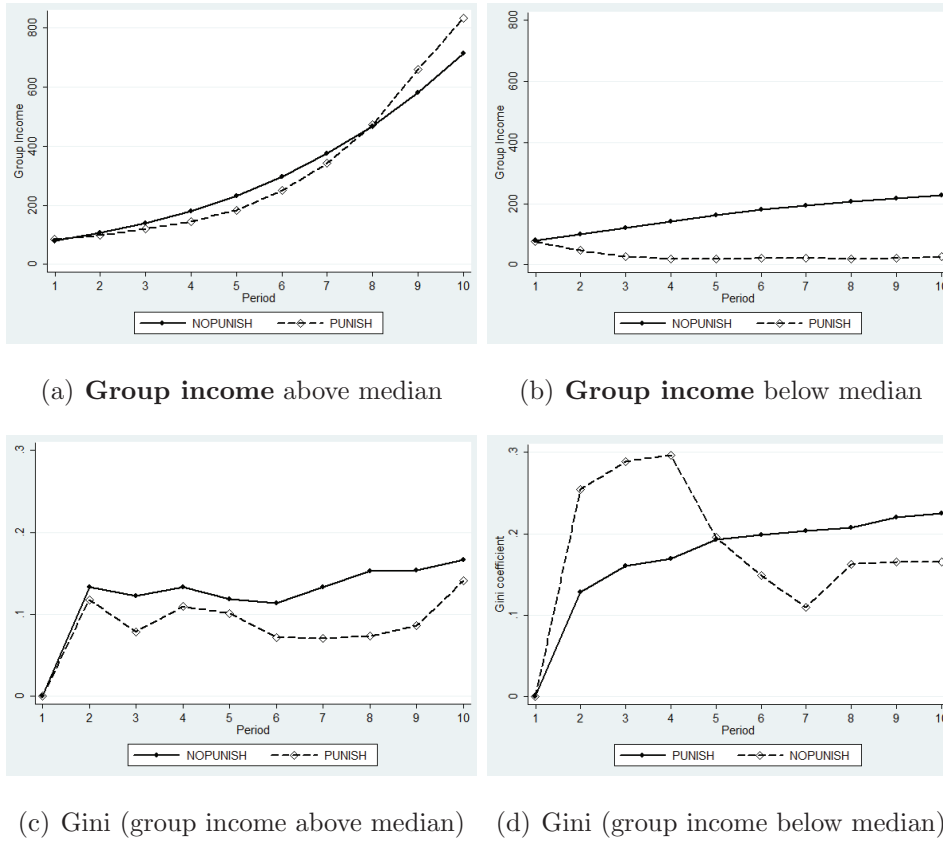 Group Income
0 200 400 600 800
1 2 3 4 5 6 7 8 9 10
Period
NOPUNISH PUNISH
(a) Group income above median
Group Income
0 200 400 600 800
1 2 3 4 5 6 7 8 9 10
Period
NOPUNISH PUNISH
(b) Group income below median
0 .1 .2 .3
1 2 3 4 5 6 7 8 9 10
Period
NOPUNISH PUNISH
(c) Gini (group income above median)
Gini coefficient
0 .1 .2 .3
1 2 3 4 5 6 7 8 9 10
Period
PUNISH NOPUNISH
(d) Gini (group income below median)